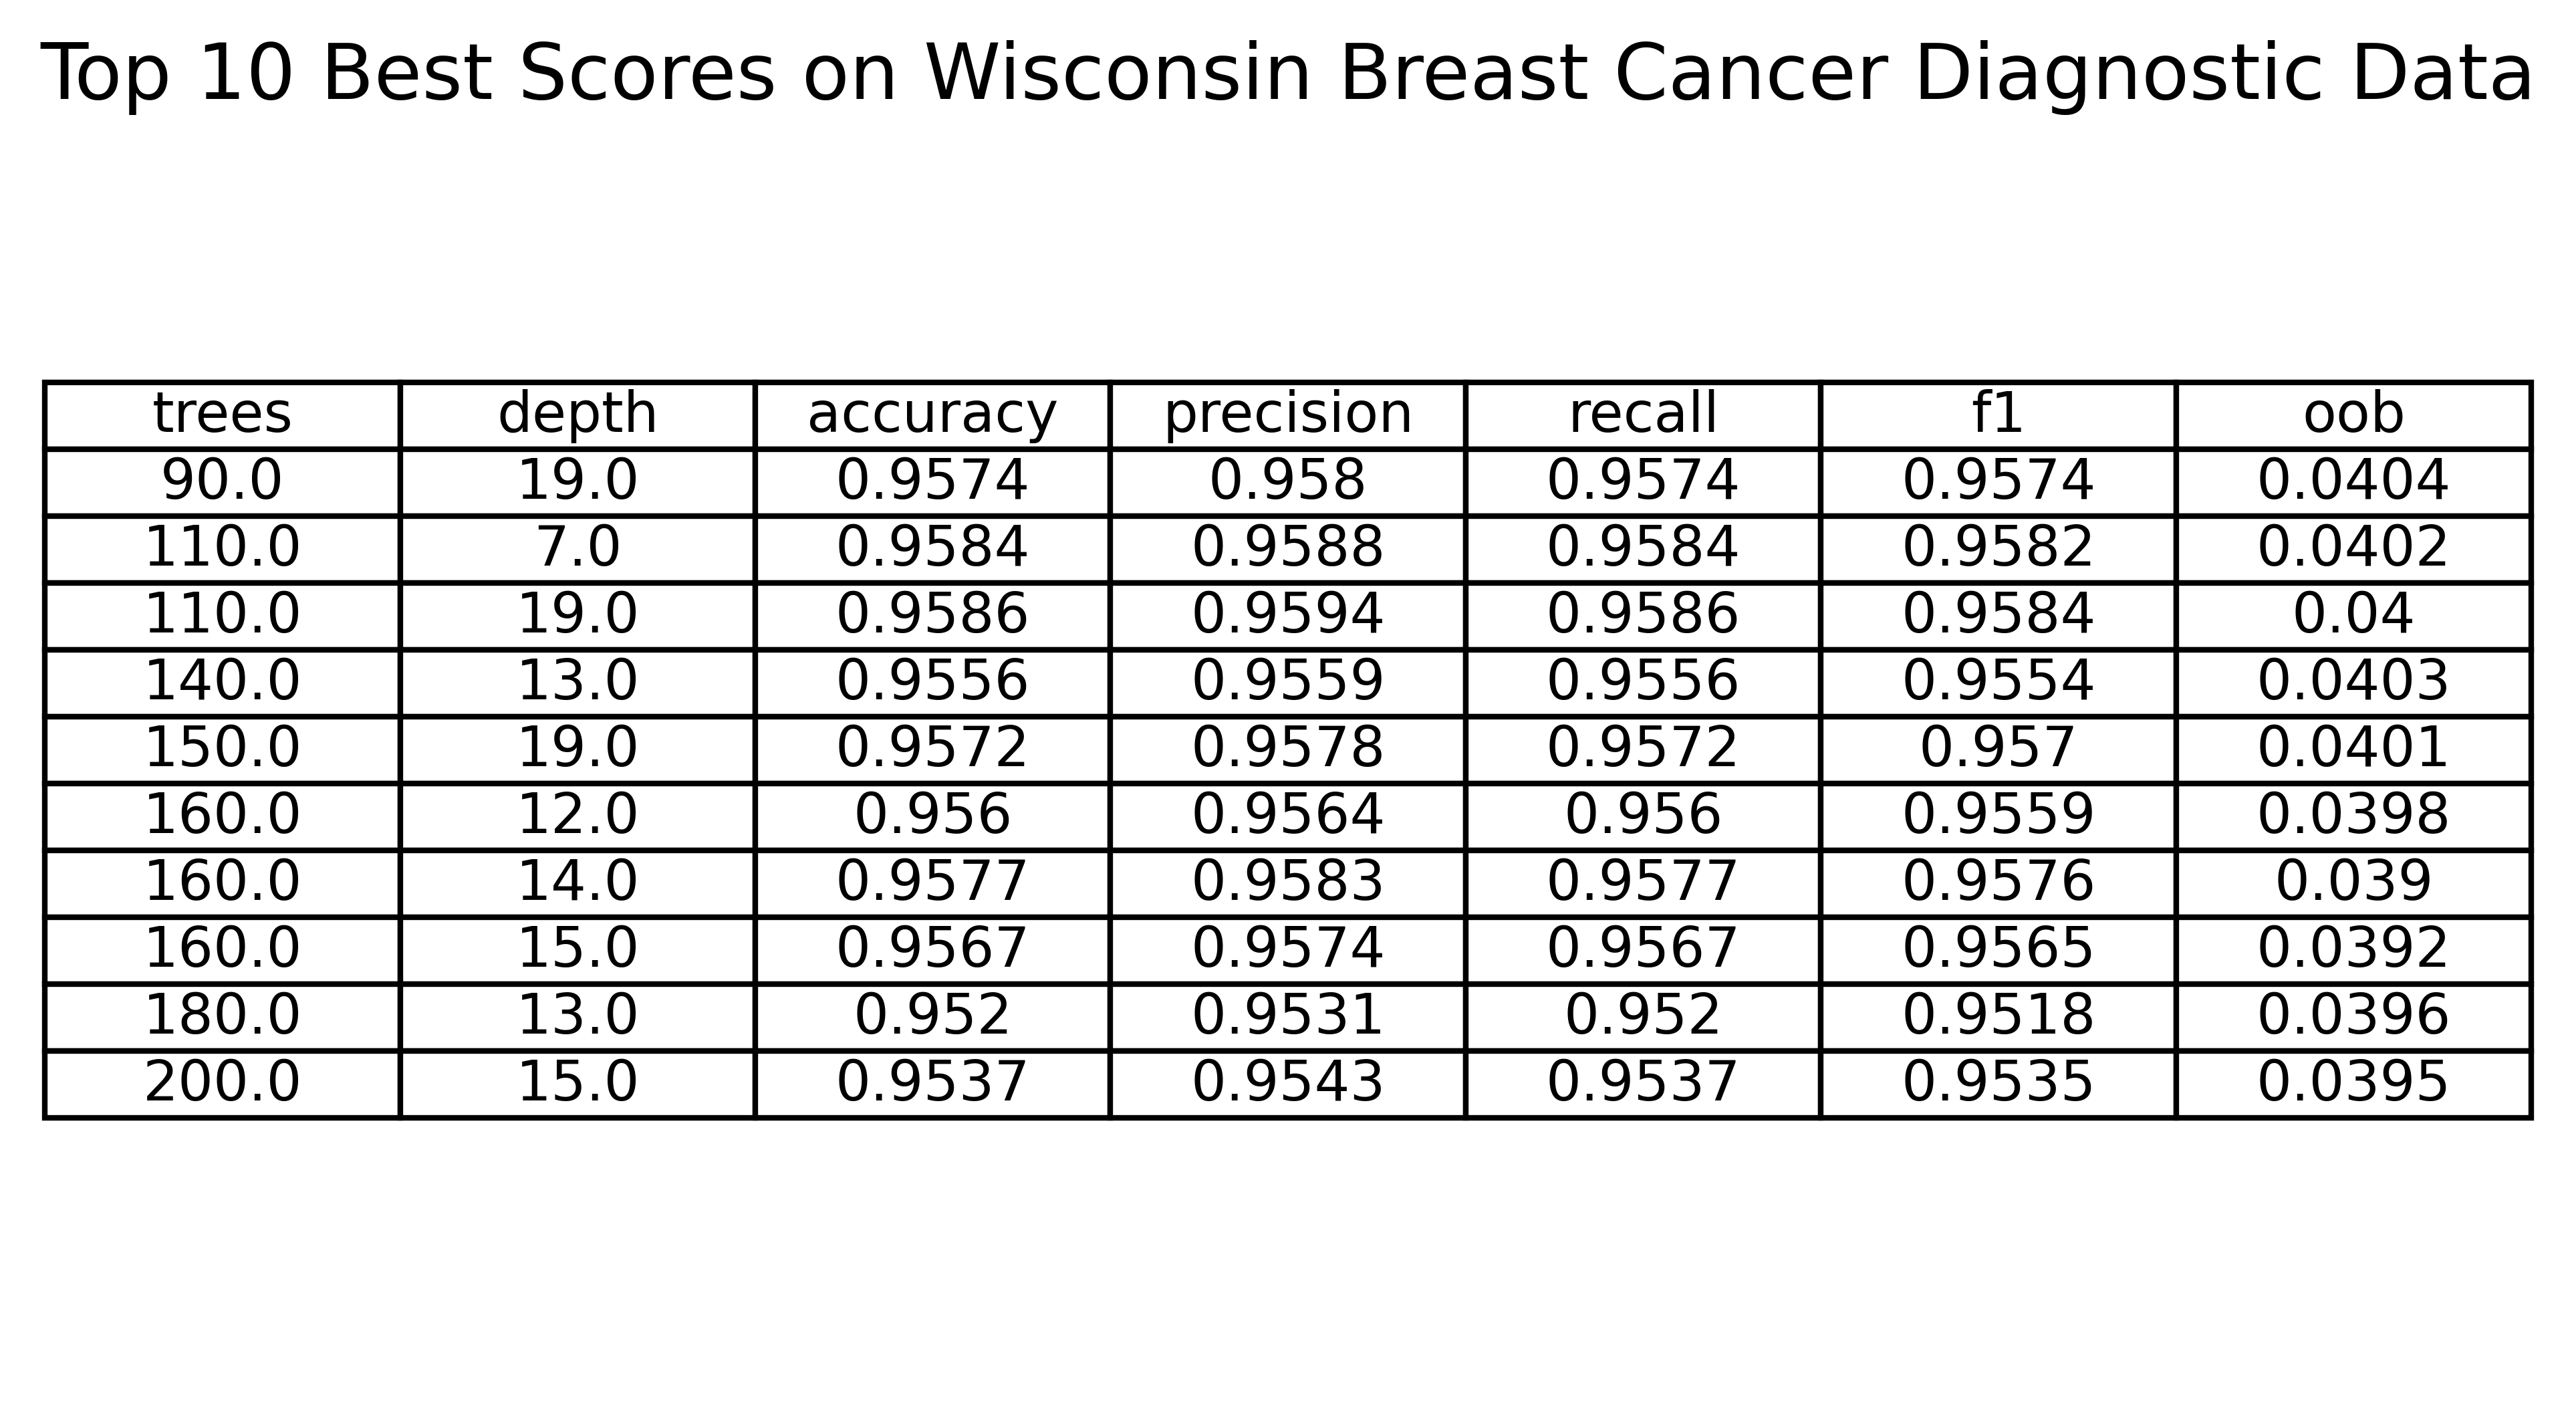 Top 10 Best Scores on Wisconsin Breast Cancer Diagnostic Data
trees depth accuracy precision recall f1 oob
90.0 19.0 0.9574 0.958 0.9574 0.9574 0.0404
110.0 7.0 0.9584 0.9588 0.9584 0.9582 0.0402
110.0 19.0 0.9586 0.9594 0.9586 0.9584 0.04
140.0 13.0 0.9556 0.9559 0.9556 0.9554 0.0403
150.0 19.0 0.9572 0.9578 0.9572 0.957 0.0401
160.0 12.0 0.956 0.9564 0.956 0.9559 0.0398
160.0 14.0 0.9577 0.9583 0.9577 0.9576 0.039
160.0 15.0 0.9567 0.9574 0.9567 0.9565 0.0392
180.0 13.0 0.952 0.9531 0.952 0.9518 0.0396
200.0 15.0 0.9537 0.9543 0.9537 0.9535 0.0395